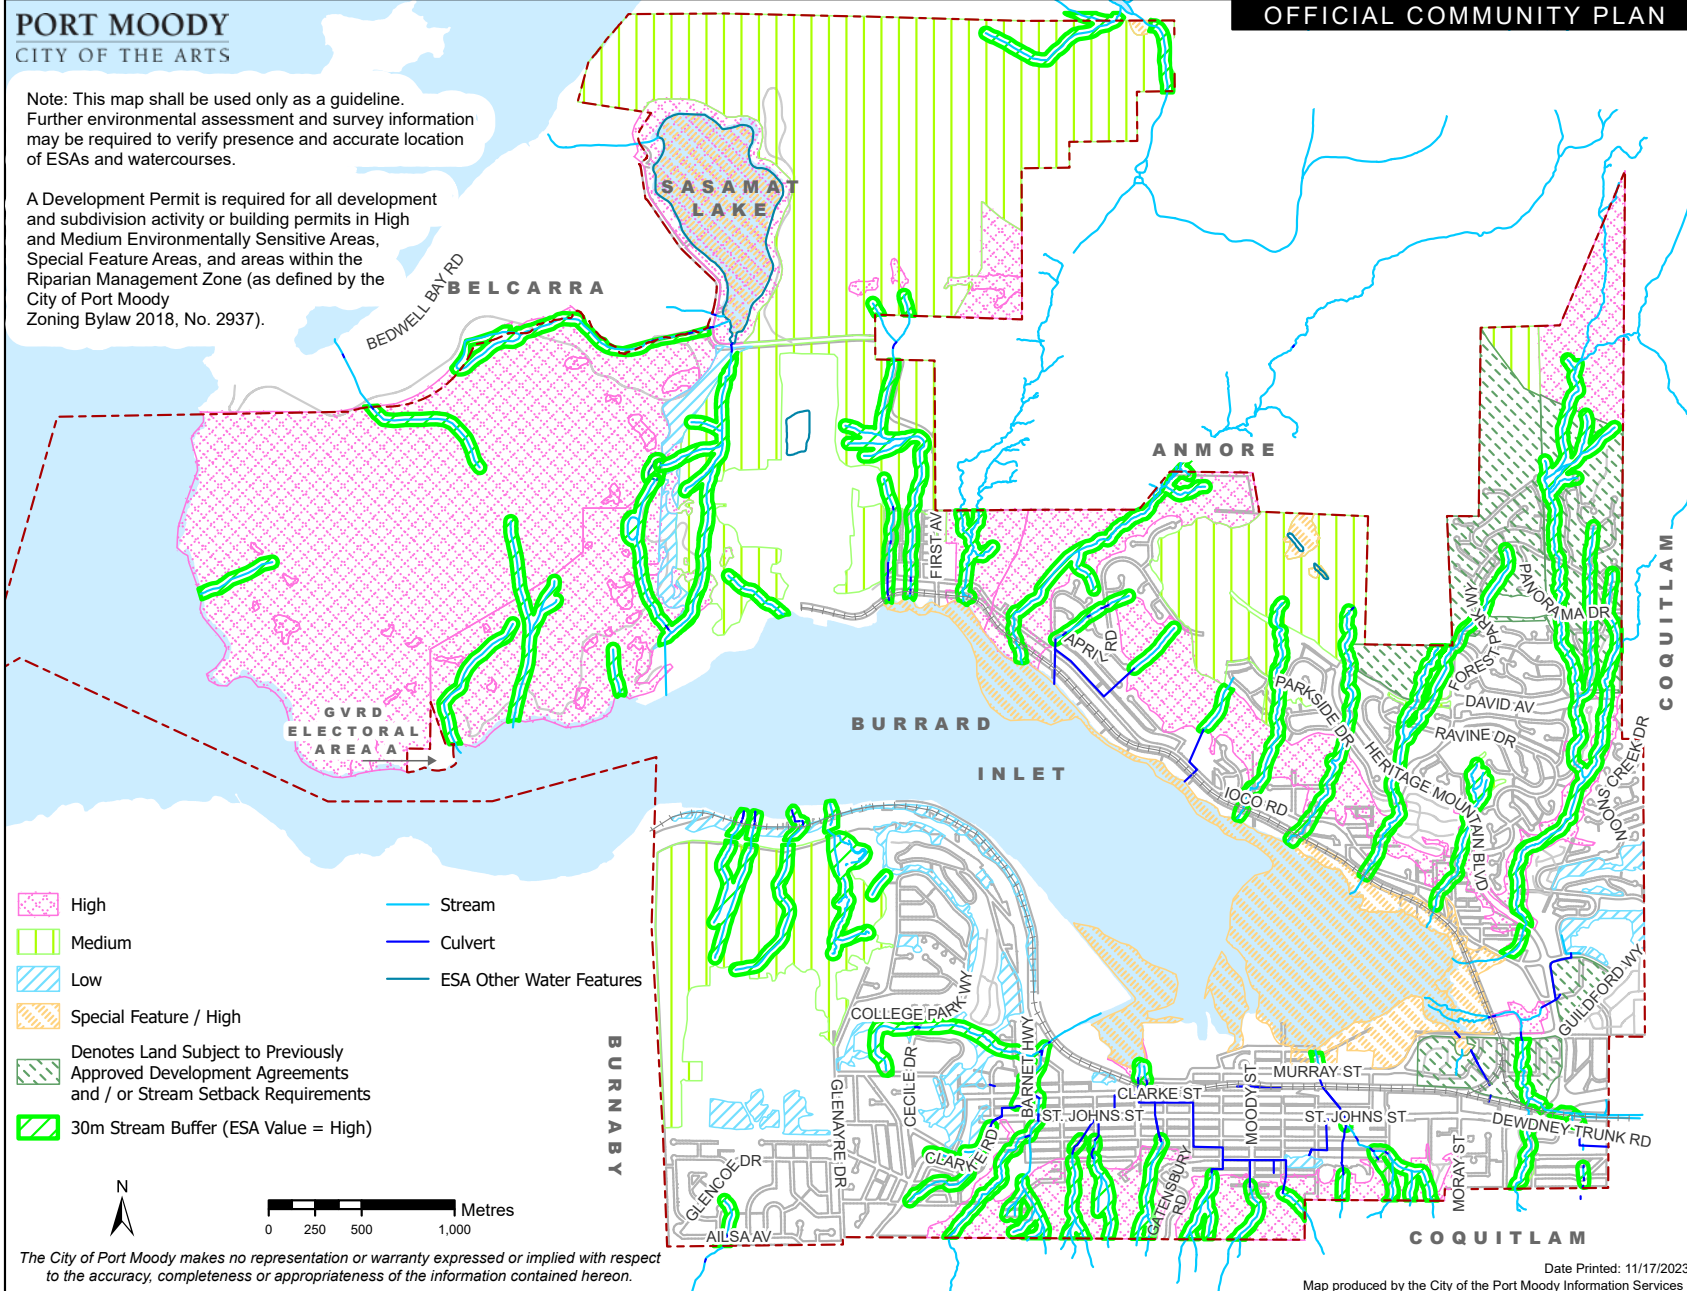 PORT MOODY
CITY OF THE ARTS
OFFICIAL COMMUNITY PLAN
Note: This map shall be used only as a guideline.
Further environmental assessment and survey information
may be required to verify presence and accurate location
of ESAs and watercourses.
A Development Permit is required for all development
and subdivision activity or building permits in High
and Medium Environmentally Sensitive Areas,
Special Feature Areas, and areas within the
Riparian Management Zone (as defined by the
City of Port Moody
Zoning Bylaw 2018, No. 2937).
SASAMAT
LAKE
BEDWELL BAY RD
BELCARRA
ANMORE
COQUITLAM
FIRST AV
PANORAMA DR
FOREST PARK WY
APRIL RD
PARKSIDE DR
DAVID AV
RAVINE DR
HERITAGE MOUNTAIN BLVD
NOONS CREEK DR
IOCO RD
GVRD
ELECTORAL
AREA A
BURRARD
INLET
High
Medium
Low
Special Feature / High
Denotes Land Subject to Previously
Approved Development Agreements
and / or Stream Setback Requirements
30m Stream Buffer (ESA Value = High)
Stream
Culvert
ESA Other Water Features
GUILDFORD WY
COLLEGE PARK WY
BARNET HWY
CECILE DR
GLENAYRE DR
MURRAY ST
CLARKE ST
MOODY ST
ST. JOHNS ST
ST. JOHNS ST
DEWDNEY TRUNK RD
CLARKE RD
GATENSBURY RD
MORAY ST
GLENCOE DR
AILSA AV
BURNABY
COQUITLAM
N
0 250 500 1,000 Metres
The City of Port Moody makes no representation or warranty expressed or implied with respect
to the accuracy, completeness or appropriateness of the information contained hereon.
Date Printed: 11/17/2023
Map produced by the City of the Port Moody Information Services